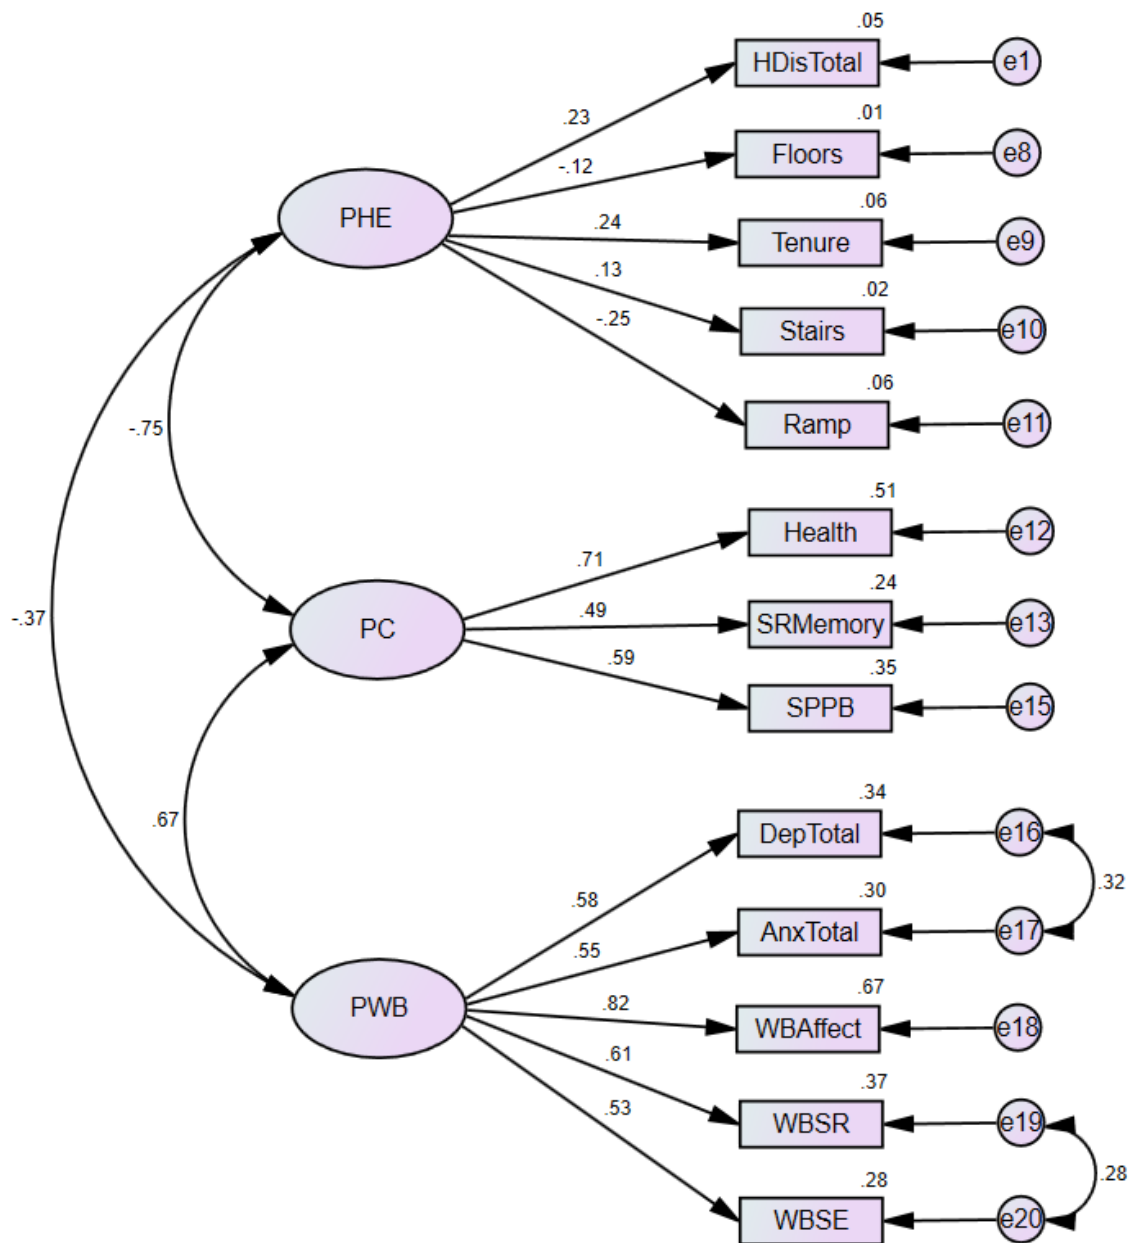 .05
HDisTotal
e1
.23
.01
Floors
e8
-.12
.06
Tenure
e9
.24
PHE
.13
.02
Stairs
e10
-.25
.06
Ramp
e11
-.75
.51
Health
e12
.71
.24
SRMemory
e13
.49
PC
.59
.35
SPPB
e15
-.37
.67
.34
DepTotal
e16
.32
.58
.30
AnxTotal
e17
.55
PWB
.82
.67
WBAffect
e18
.61
.37
WBSR
e19
.53
.28
.28
WBSE
e20